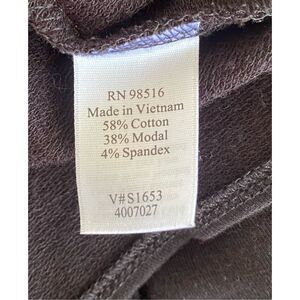 RN 98516
Made in Vietnam
58% Cotton
38% Modal
4% Spandex
V#S1653
4007027